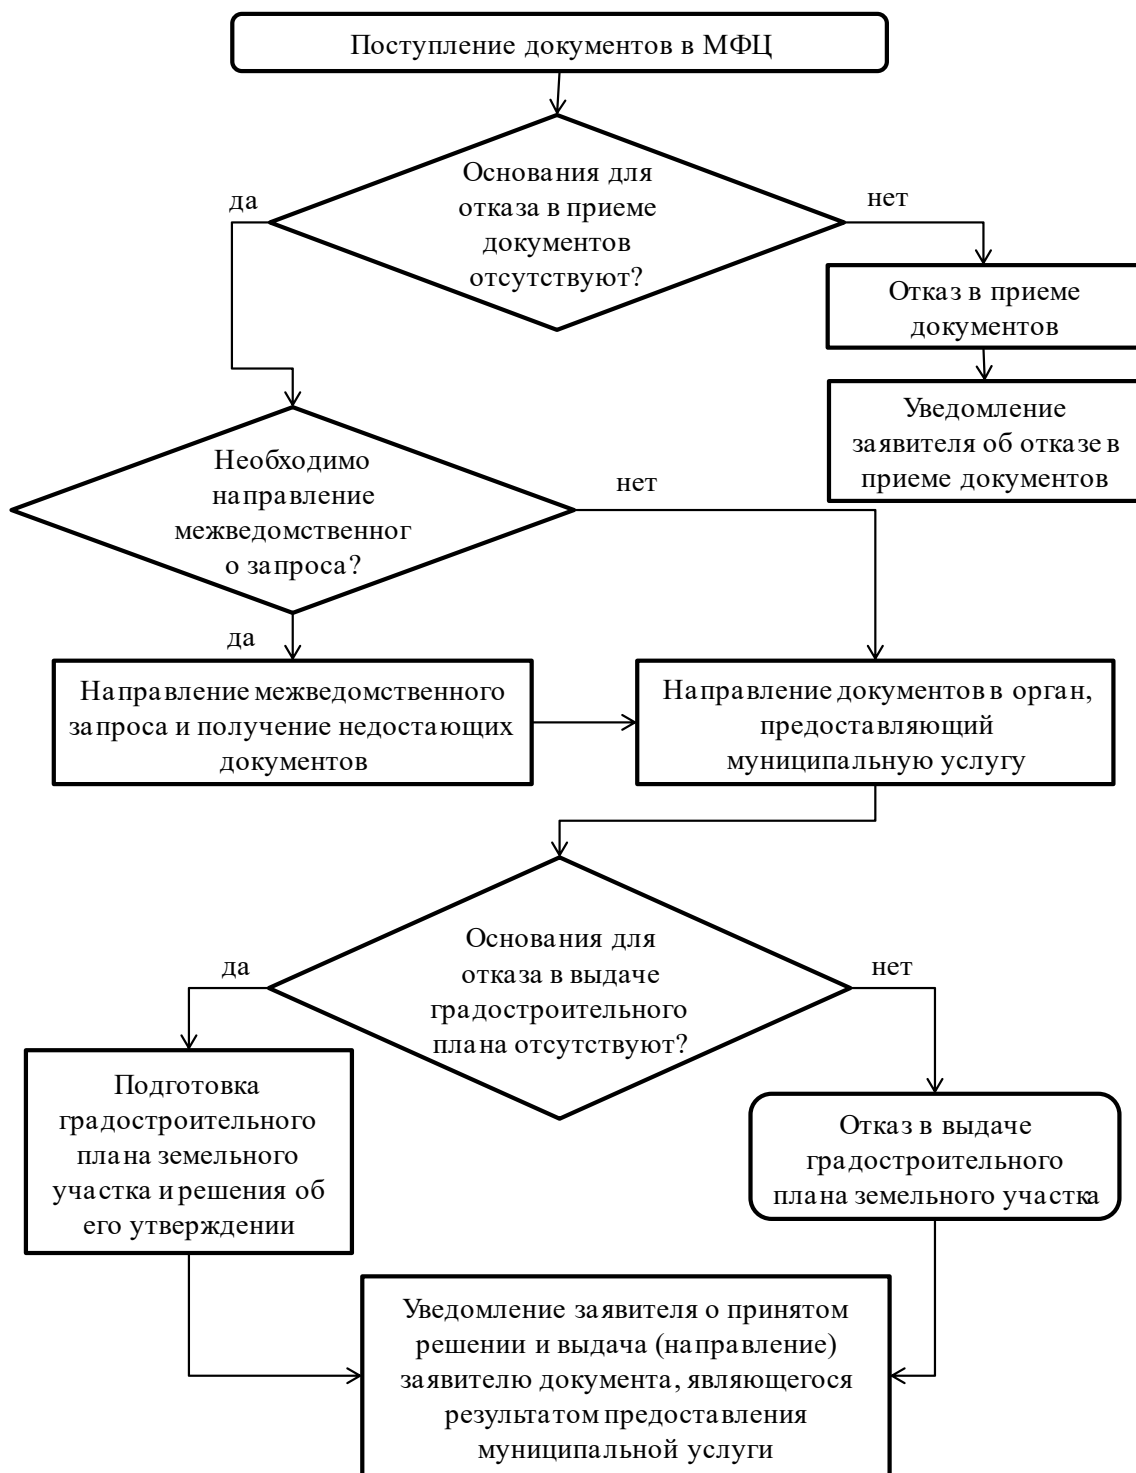 Поступление документов в МФЦ
Основания для
отказа в приеме
документов
отсутствуют?
да
нет
Отказ в приеме
документов
Уведомление
заявителя об отказе в
приеме документов
Необходимо
направление
межведомственног
о запроса?
нет
да
Направление межведомственного
запроса и получение недостающих
документов
Направление документов в орган,
предоставляющий
муниципальную услугу
Основания для
отказа в выдаче
градостроительного
плана отсутствуют?
да
нет
Подготовка
градостроительного
плана земельного
участка и решения об
его утверждении
Отказ в выдаче
градостроительного
плана земельного участка
Уведомление заявителя о принятом
решении и выдача (направление)
заявителю документа, являющегося
результатом предоставления
муниципальной услуги